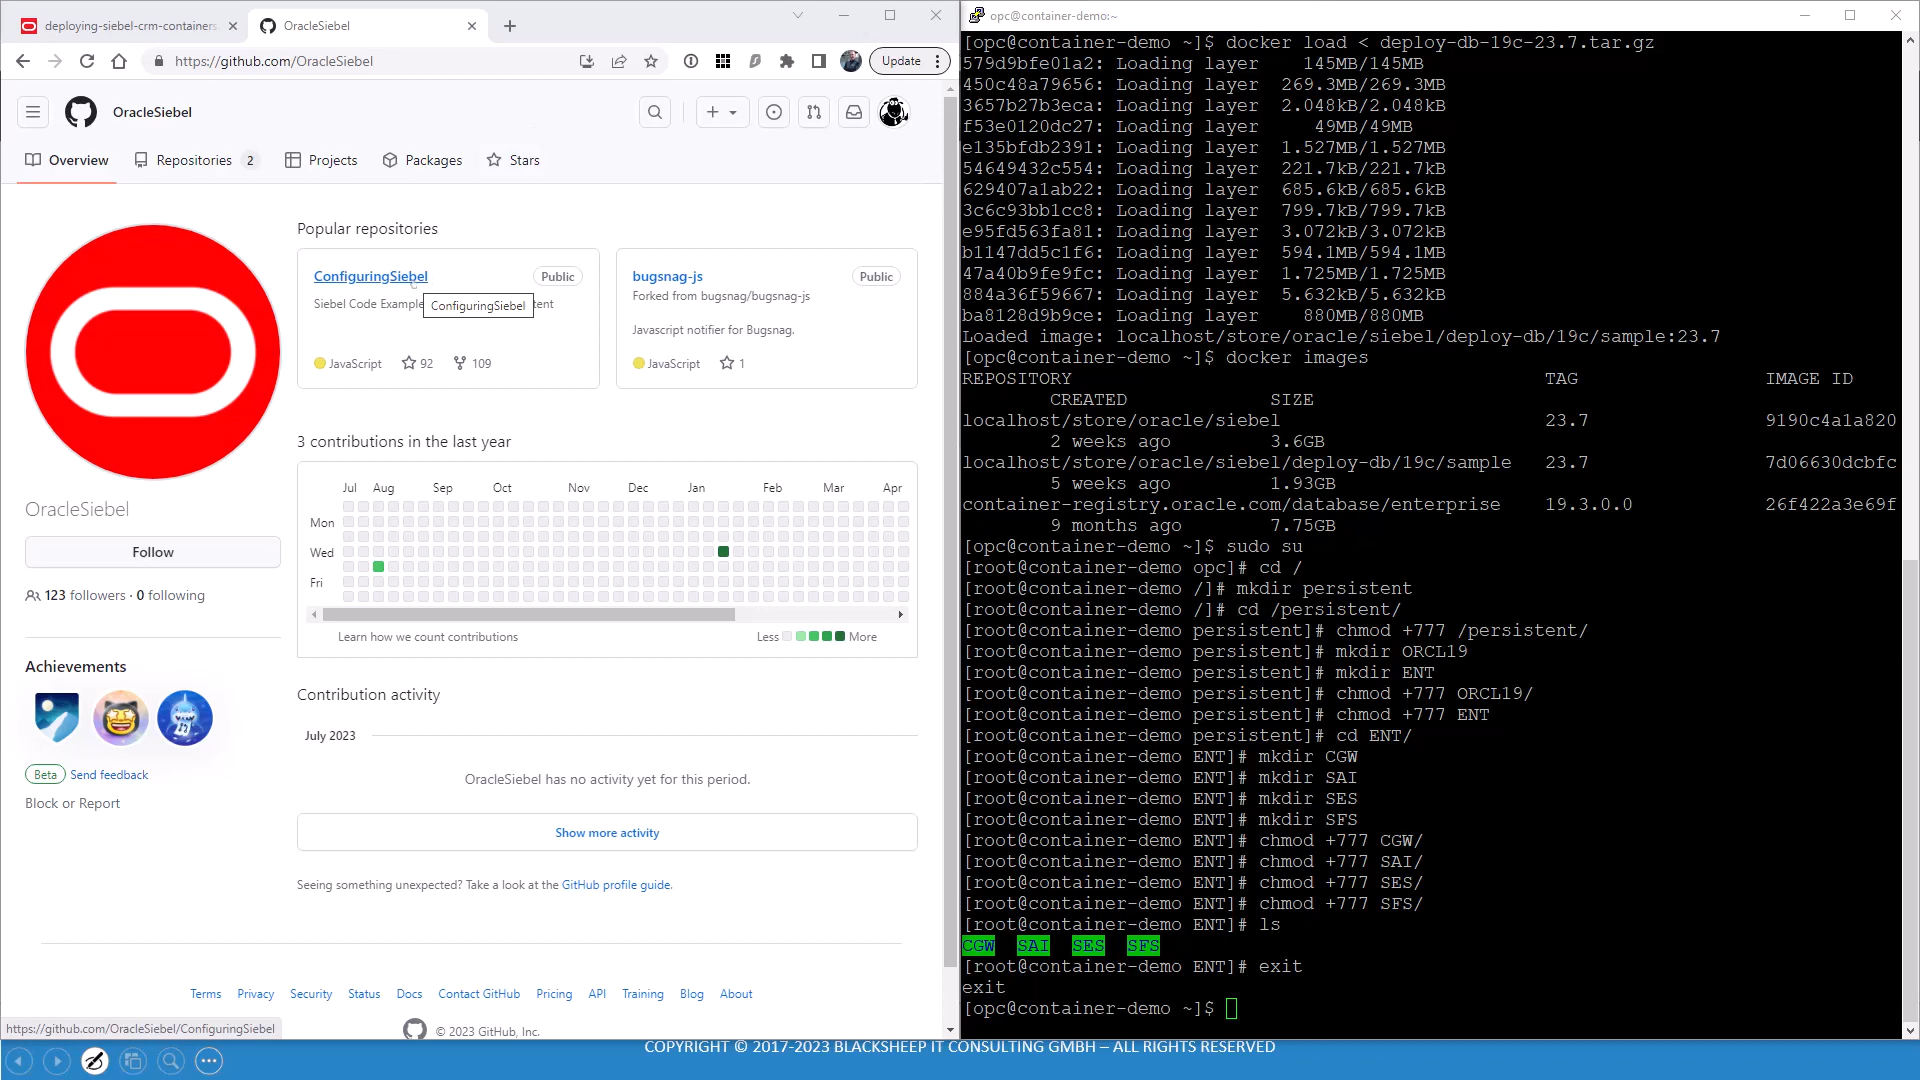 deploying-siebel-crm-containers
OracleSiebel
https://github.com/OracleSiebel
Update
OracleSiebel
Overview
Repositories 2
Projects
Packages
Stars
Popular repositories
ConfiguringSiebel
Public
Siebel Code Example
tent
ConfiguringSiebel
JavaScript
92
109
bugsnag-js
Public
Forked from bugsnag/bugsnag-js
Javascript notifier for Bugsnag.
JavaScript
1
3 contributions in the last year
Jul Aug Sep Oct Nov Dec Jan Feb Mar Apr
Mon
Wed
Fri
Learn how we count contributions
Less
More
OracleSiebel
Follow
123 followers · 0 following
Achievements
Beta Send feedback
Block or Report
Contribution activity
July 2023
OracleSiebel has no activity yet for this period.
Show more activity
Seeing something unexpected? Take a look at the GitHub profile guide.
Terms Privacy Security Status Docs Contact GitHub Pricing API Training Blog About
© 2023 GitHub, Inc.
https://github.com/OracleSiebel/ConfiguringSiebel
opc@container-demo:~
[opc@container-demo ~]$ docker load < deploy-db-19c-23.7.tar.gz
579d9bfe01a2: Loading layer 145MB/145MB
450c48a79656: Loading layer 269.3MB/269.3MB
3657b27b3eca: Loading layer 2.048kB/2.048kB
f53e0120dc27: Loading layer 49MB/49MB
e135bfdb2391: Loading layer 1.527MB/1.527MB
54649432c554: Loading layer 221.7kB/221.7kB
629407a1ab22: Loading layer 685.6kB/685.6kB
3c6c93bb1cc8: Loading layer 799.7kB/799.7kB
e95fd563fa81: Loading layer 3.072kB/3.072kB
b1147dd5c1f6: Loading layer 594.1MB/594.1MB
47a40b9fe9fc: Loading layer 1.725MB/1.725MB
884a36f59667: Loading layer 5.632kB/5.632kB
ba8128d9b9ce: Loading layer 880MB/880MB
Loaded image: localhost/store/oracle/siebel/deploy-db/19c/sample:23.7
[opc@container-demo ~]$ docker images
REPOSITORY TAG IMAGE ID
CREATED SIZE
localhost/store/oracle/siebel 23.7 9190c4a1a820
2 weeks ago 3.6GB
localhost/store/oracle/siebel/deploy-db/19c/sample 23.7 7d06630dcbfc
5 weeks ago 1.93GB
container-registry.oracle.com/database/enterprise 19.3.0.0 26f422a3e69f
9 months ago 7.75GB
[opc@container-demo ~]$ sudo su
[root@container-demo opc]# cd /
[root@container-demo /]# mkdir persistent
[root@container-demo /]# cd /persistent/
[root@container-demo persistent]# chmod +777 /persistent/
[root@container-demo persistent]# mkdir ORCL19
[root@container-demo persistent]# mkdir ENT
[root@container-demo persistent]# chmod +777 ORCL19/
[root@container-demo persistent]# chmod +777 ENT
[root@container-demo persistent]# cd ENT/
[root@container-demo ENT]# mkdir CGW
[root@container-demo ENT]# mkdir SAI
[root@container-demo ENT]# mkdir SES
[root@container-demo ENT]# mkdir SFS
[root@container-demo ENT]# chmod +777 CGW/
[root@container-demo ENT]# chmod +777 SAI/
[root@container-demo ENT]# chmod +777 SES/
[root@container-demo ENT]# chmod +777 SFS/
[root@container-demo ENT]# ls
CGW SAI SES SFS
[root@container-demo ENT]# exit
exit
[opc@container-demo ~]$
COPYRIGHT © 2017-2023 BLACKSHEEP IT CONSULTING GMBH – ALL RIGHTS RESERVED